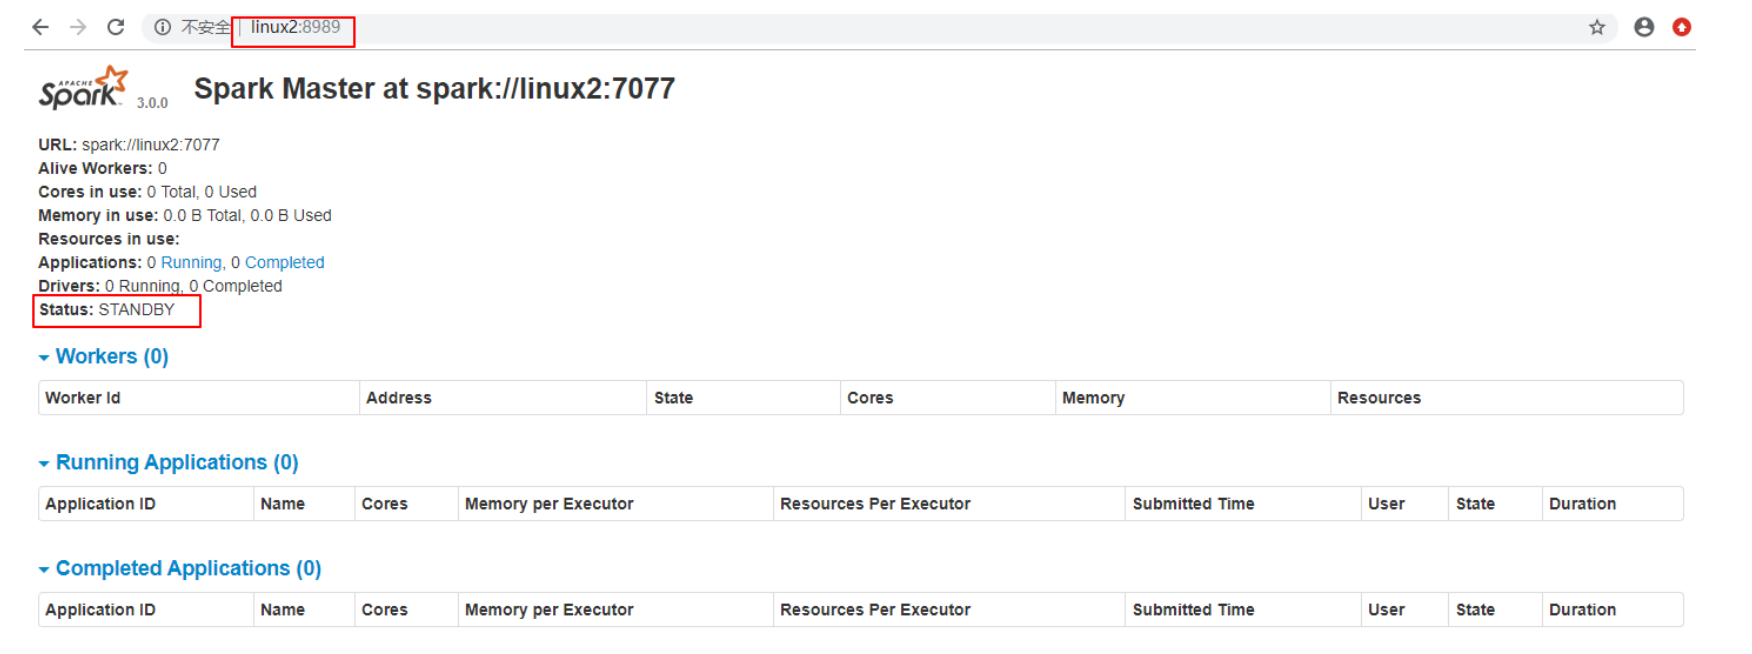 不安全 | linux2:8989
APACHE Spark 3.0.0 Spark Master at spark://linux2:7077
URL: spark://linux2:7077
Alive Workers: 0
Cores in use: 0 Total, 0 Used
Memory in use: 0.0 B Total, 0.0 B Used
Resources in use:
Applications: 0 Running, 0 Completed
Drivers: 0 Running, 0 Completed
Status: STANDBY
Workers (0)
Worker Id Address State Cores Memory Resources
Running Applications (0)
Application ID Name Cores Memory per Executor Resources Per Executor Submitted Time User State Duration
Completed Applications (0)
Application ID Name Cores Memory per Executor Resources Per Executor Submitted Time User State Duration